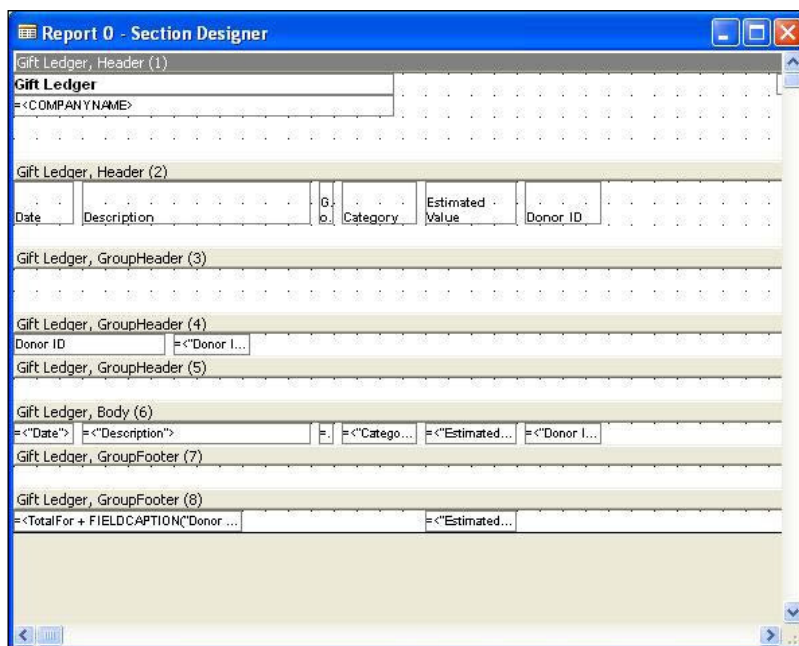 Report 0 - Section Designer
Gift Ledger, Header (1)
Gift Ledger
=<COMPANYNAME>
Gift Ledger, Header (2)
G.
Estimated
Date Description o. Category Value Donor ID
Gift Ledger, GroupHeader (3)
Gift Ledger, GroupHeader (4)
Donor ID =<"Donor I...
Gift Ledger, GroupHeader (5)
Gift Ledger, Body (6)
=<"Date"> =<"Description"> =. =<"Catego... =<"Estimated... =<"Donor I...
Gift Ledger, GroupFooter (7)
Gift Ledger, GroupFooter (8)
=<TotalFor + FIELDCAPTION("Donor ... =<"Estimated...